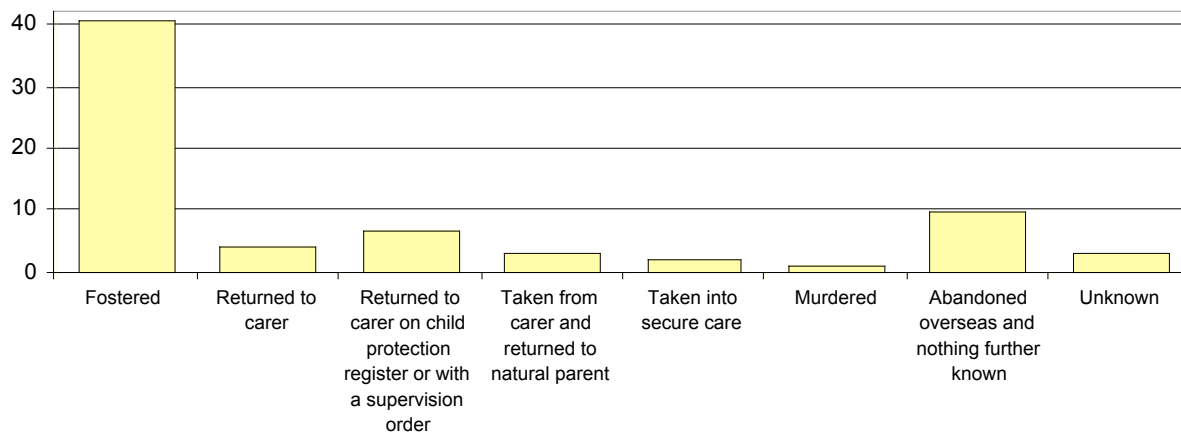 40
30
20
10
0
Fostered
Returned to
carer
Returned to
carer on child
protection
register or with
a supervision
order
Taken from
carer and
returned to
natural parent
Taken into
secure care
Murdered
Abandoned
overseas and
nothing further
known
Unknown